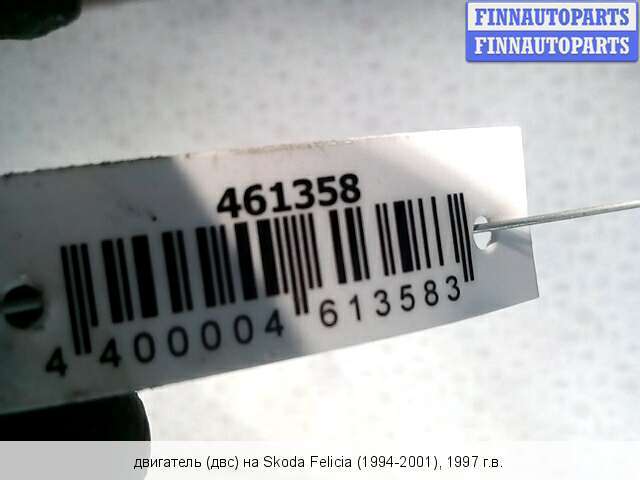 FINNAUTOPARTS
FINNAUTOPARTS
461358
4 400004 613583
двигатель (двс) на Skoda Felicia (1994-2001), 1997 г.в.